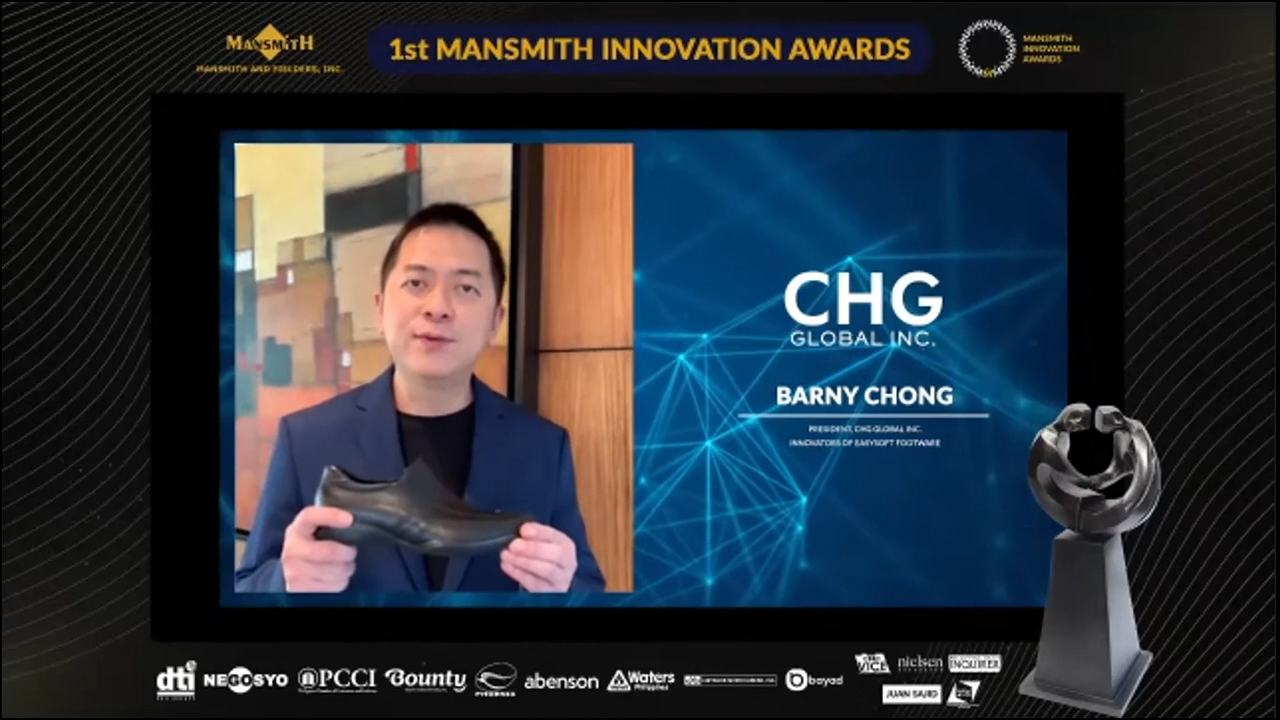 MANSMITH
MANSMITH AND FIELDERS, INC.
1st MANSMITH INNOVATION AWARDS
MANSMITH
INNOVATION
AWARDS
CHG
GLOBAL INC.
BARNY CHONG
PRESIDENT, CHG GLOBAL INC.
INNOVATORS OF EASYSOFT FOOTWARE
dti
NEGOSYO
PCCI
Bounty
abenson
Waters
Philippines
bayad
nielsen
INQUIRER
JUAN SAJID